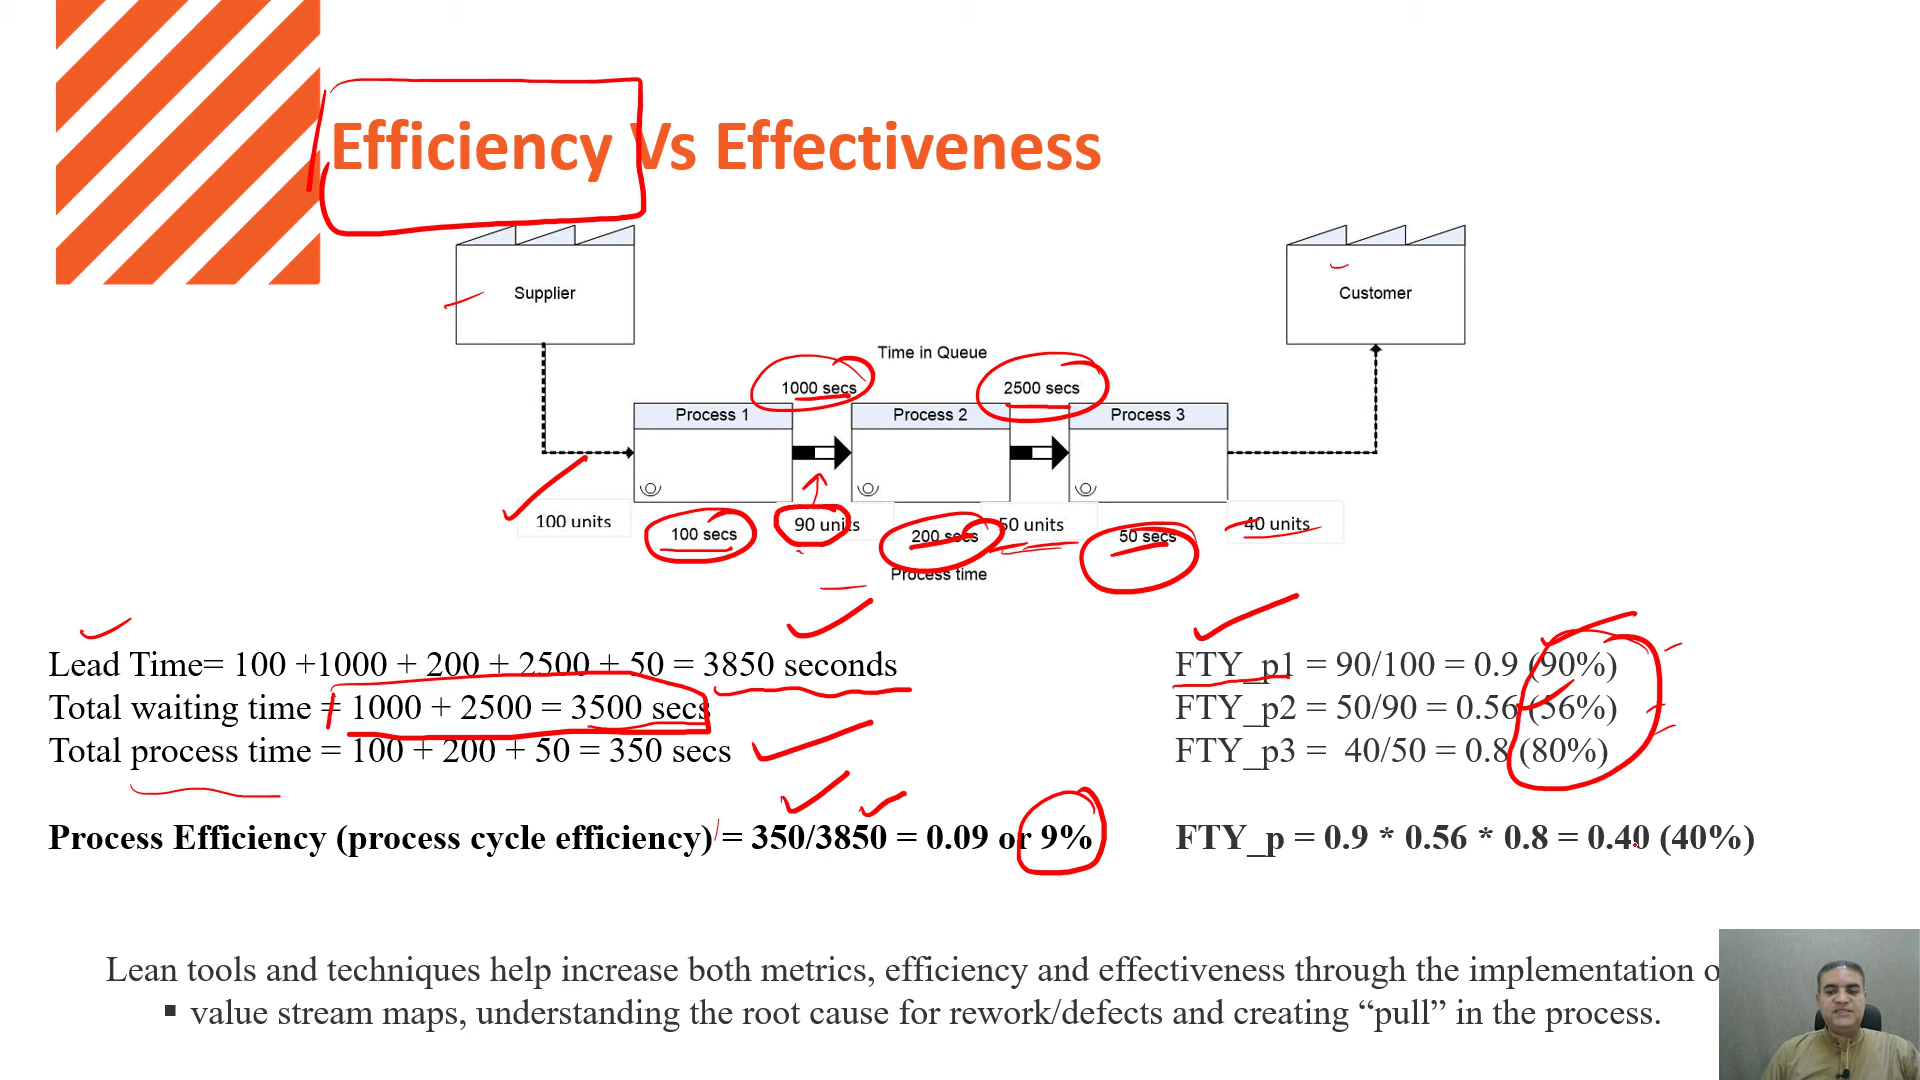 Efficiency Vs Effectiveness
Supplier
Customer
Time in Queue
1000 secs
2500 secs
Process 1
Process 2
Process 3
100 units
100 secs
90 units
200 secs
50 units
50 secs
40 units
Process time
Lead Time= 100 +1000 + 200 + 2500 + 50 = 3850 seconds
Total waiting time = 1000 + 2500 = 3500 secs
Total process time = 100 + 200 + 50 = 350 secs
Process Efficiency (process cycle efficiency) = 350/3850 = 0.09 or 9%
FTY_p1 = 90/100 = 0.9 (90%)
FTY_p2 = 50/90 = 0.56 (56%)
FTY_p3 = 40/50 = 0.8 (80%)
FTY_p = 0.9 * 0.56 * 0.8 = 0.40 (40%)
Lean tools and techniques help increase both metrics, efficiency and effectiveness through the implementation
▪ value stream maps, understanding the root cause for rework/defects and creating “pull” in the process.